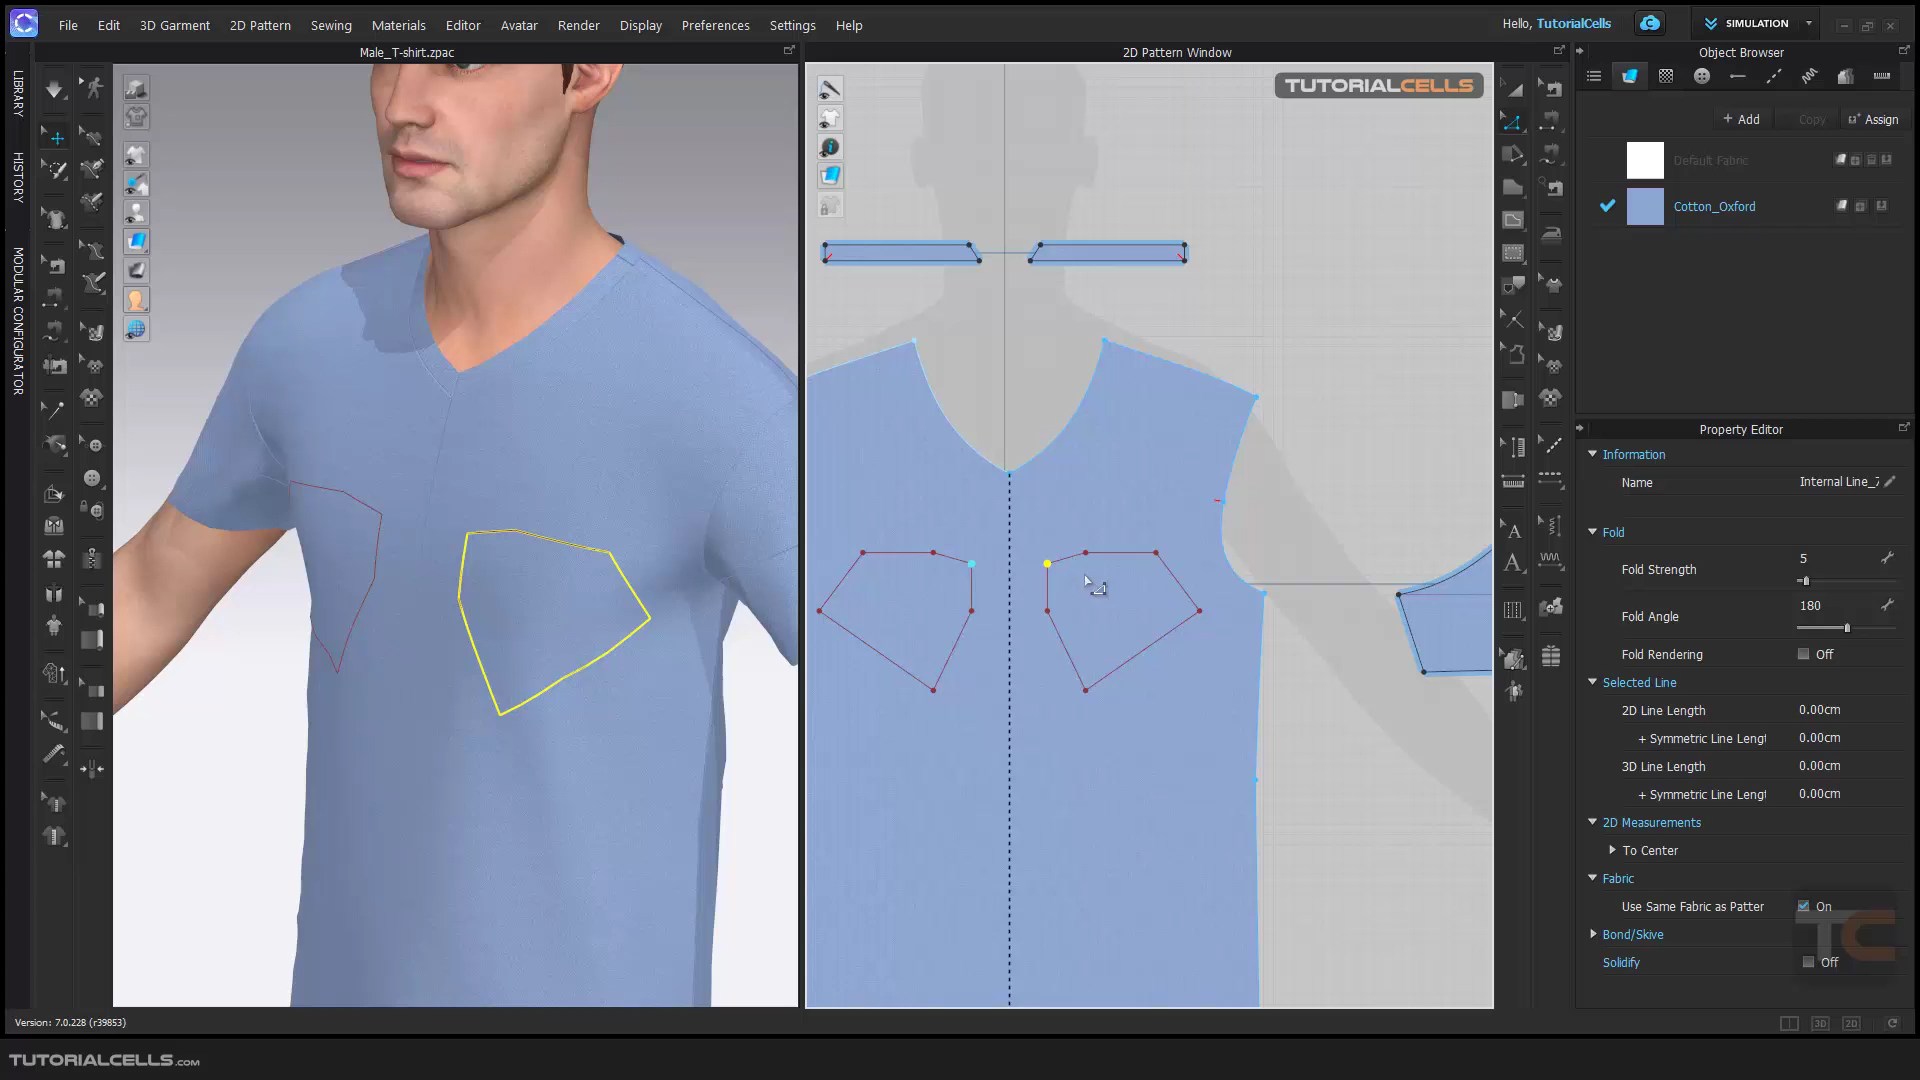 File Edit 3D Garment 2D Pattern Sewing Materials Editor Avatar Render Display Preferences Settings Help
Hello, TutorialCells
SIMULATION
Male_T-shirt.zpac
2D Pattern Window
Object Browser
LIBRARY
HISTORY
MODULAR CONFIGURATOR
TUTORIALCELLS
+ Add Copy Assign
Default Fabric
Cotton_Oxford
Property Editor
Information
Name Internal Line_7
Fold
Fold Strength 5
Fold Angle 180
Fold Rendering Off
Selected Line
2D Line Length 0.00cm
+ Symmetric Line Lengt 0.00cm
3D Line Length 0.00cm
+ Symmetric Line Lengt 0.00cm
2D Measurements
To Center
Fabric
Use Same Fabric as Patter On
Bond/Skive
Solidify Off
TC
Version: 7.0.228 (r39853)
3D 2D
TUTORIALCELLS.com